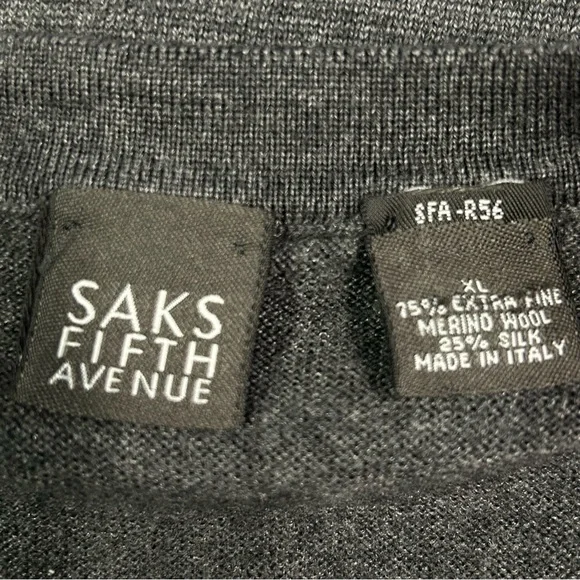 SAKS
FIFTH
AVENUE
SFA-R56
XL
75% EXTRA FINE
MERINO WOOL
25% SILK
MADE IN ITALY